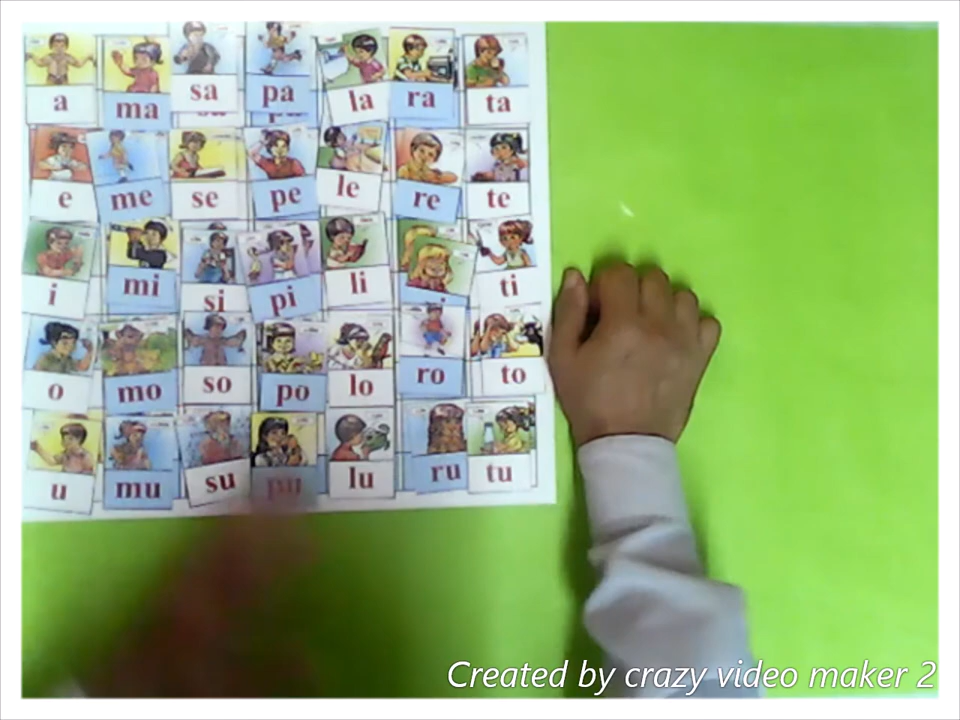 a ma sa pa la ra ta
e me se pe le re te
i mi si pi li ti
o mo so po lo ro to
u mu su pu lu ru tu
Created by crazy video maker 2